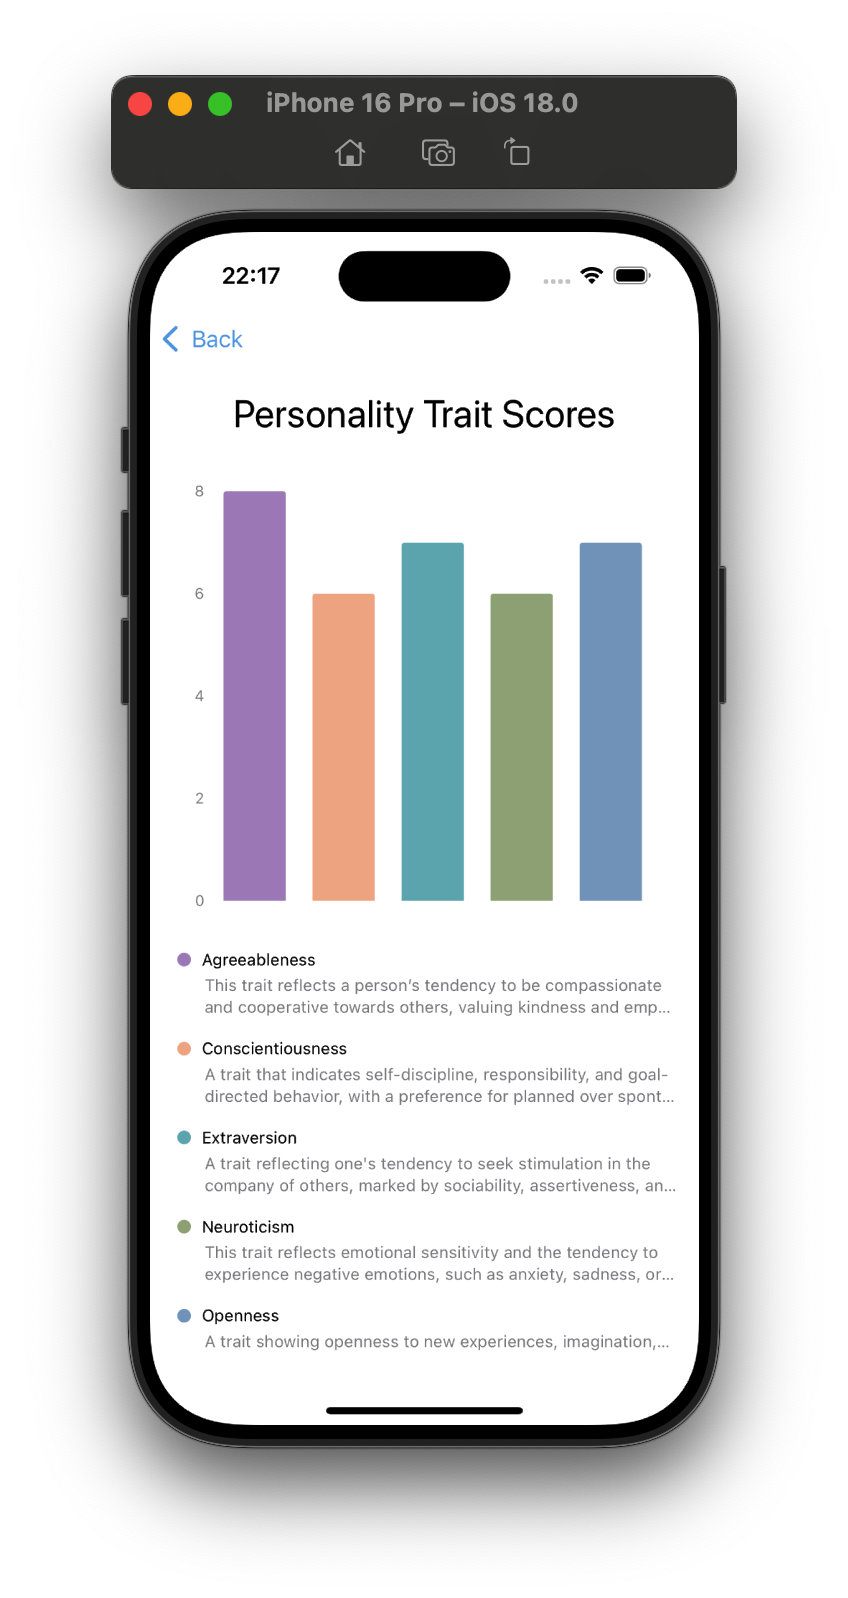 iPhone 16 Pro – iOS 18.0
22:17
Back
Personality Trait Scores
8
6
4
2
0
Agreeableness
This trait reflects a person’s tendency to be compassionate
and cooperative towards others, valuing kindness and emp...
Conscientiousness
A trait that indicates self-discipline, responsibility, and goal-
directed behavior, with a preference for planned over spont...
Extraversion
A trait reflecting one's tendency to seek stimulation in the
company of others, marked by sociability, assertiveness, an...
Neuroticism
This trait reflects emotional sensitivity and the tendency to
experience negative emotions, such as anxiety, sadness, or...
Openness
A trait showing openness to new experiences, imagination,...